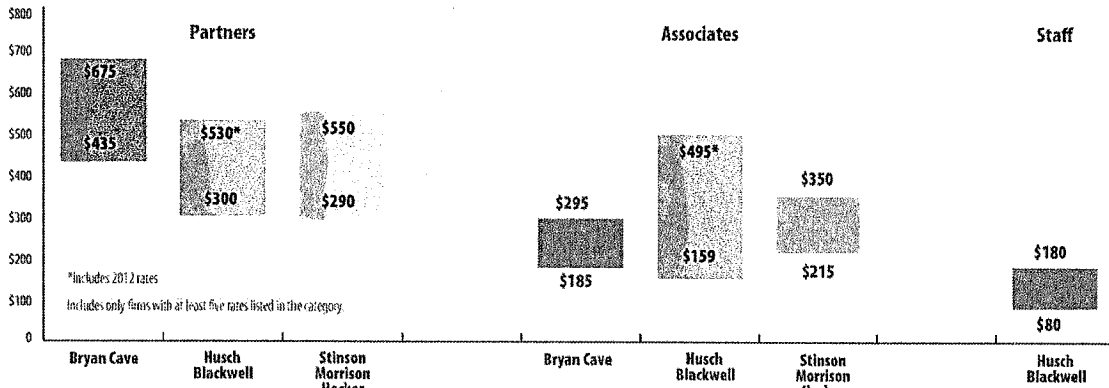 $800
$700
$600
$500
$400
$300
$200
$100
0
Partners
Associates
Staff
$675
$435
$530*
$300
$550
$290
$295
$185
$495*
$159
$350
$215
$180
$80
*Includes 2012 rates
Includes only firms with at least five rates listed in the category.
Bryan Cave
Husch
Blackwell
Stinson
Morrison
Hecker
Bryan Cave
Husch
Blackwell
Stinson
Morrison
Husch
Blackwell